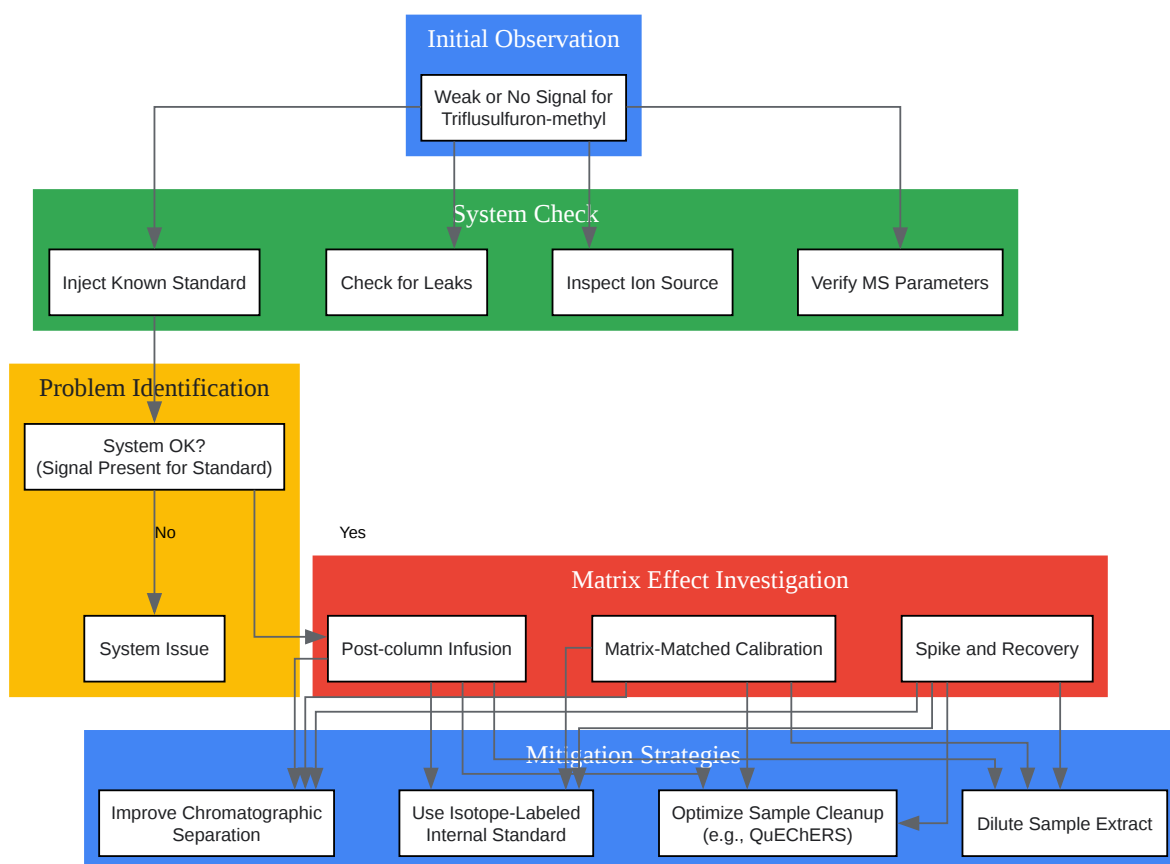 Initial Observation
Weak or No Signal for
Triflusulfuron-methyl
System Check
Inject Known Standard
Check for Leaks
Inspect Ion Source
Verify MS Parameters
Problem Identification
System OK?
(Signal Present for Standard)
No
Yes
Matrix Effect Investigation
System Issue
Post-column Infusion
Matrix-Matched Calibration
Spike and Recovery
Mitigation Strategies
Improve Chromatographic
Separation
Use Isotope-Labeled
Internal Standard
Optimize Sample Cleanup
(e.g., QuEChERS)
Dilute Sample Extract